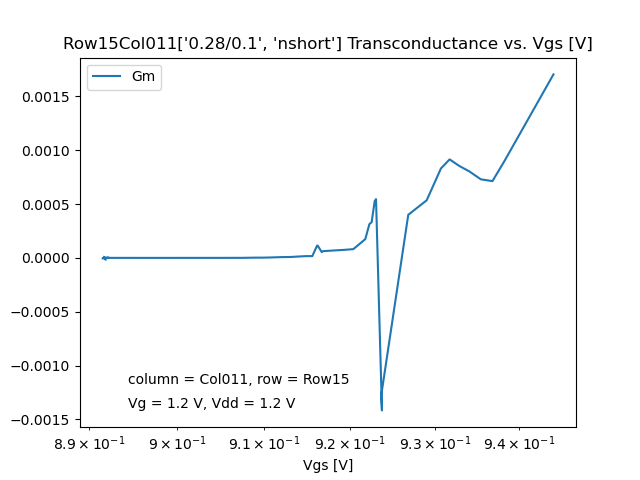 Row15Col011['0.28/0.1', 'nshort'] Transconductance vs. Vgs [V]
Gm
0.0015
0.0010
0.0005
0.0000
−0.0005
−0.0010
−0.0015
column = Col011, row = Row15
Vg = 1.2 V, Vdd = 1.2 V
8.9 × 10⁻¹ 9 × 10⁻¹ 9.1 × 10⁻¹ 9.2 × 10⁻¹ 9.3 × 10⁻¹ 9.4 × 10⁻¹
Vgs [V]